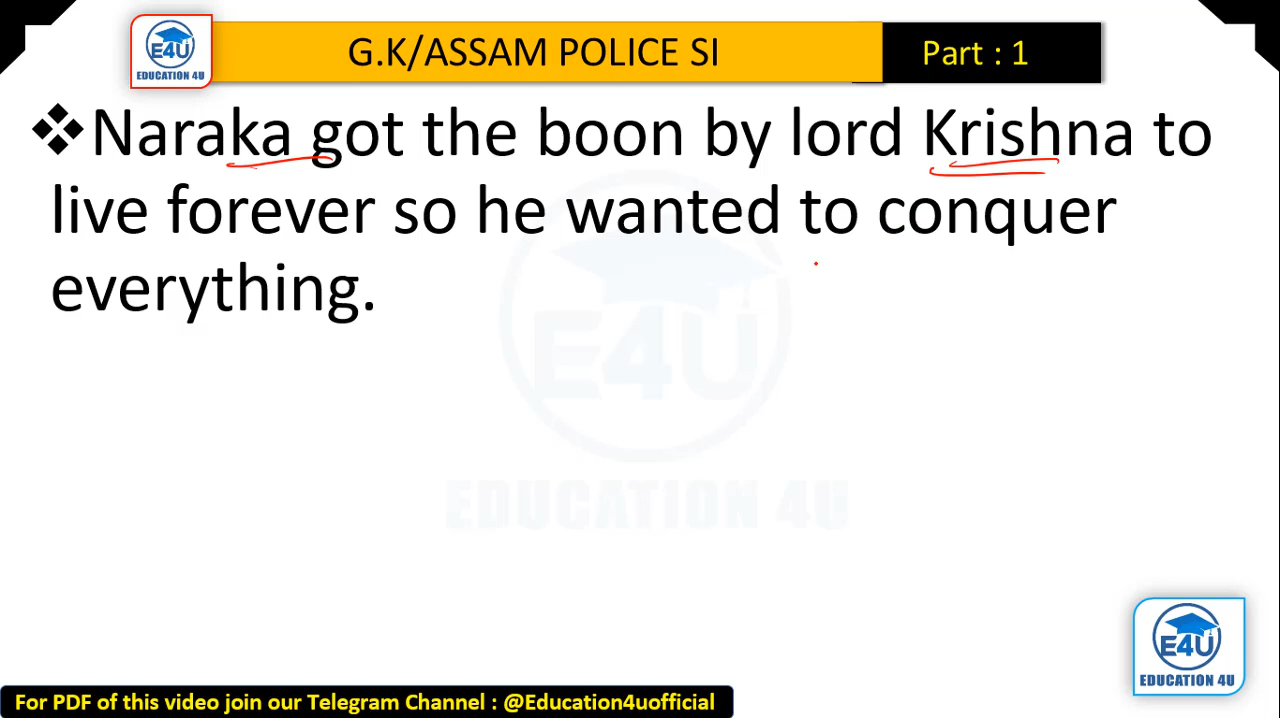 E4U
EDUCATION 4U
G.K/ASSAM POLICE SI
Part : 1
❖Naraka got the boon by lord Krishna to
live forever so he wanted to conquer
everything.
E4U
EDUCATION 4U
E4U
EDUCATION 4U
For PDF of this video join our Telegram Channel : @Education4uofficial